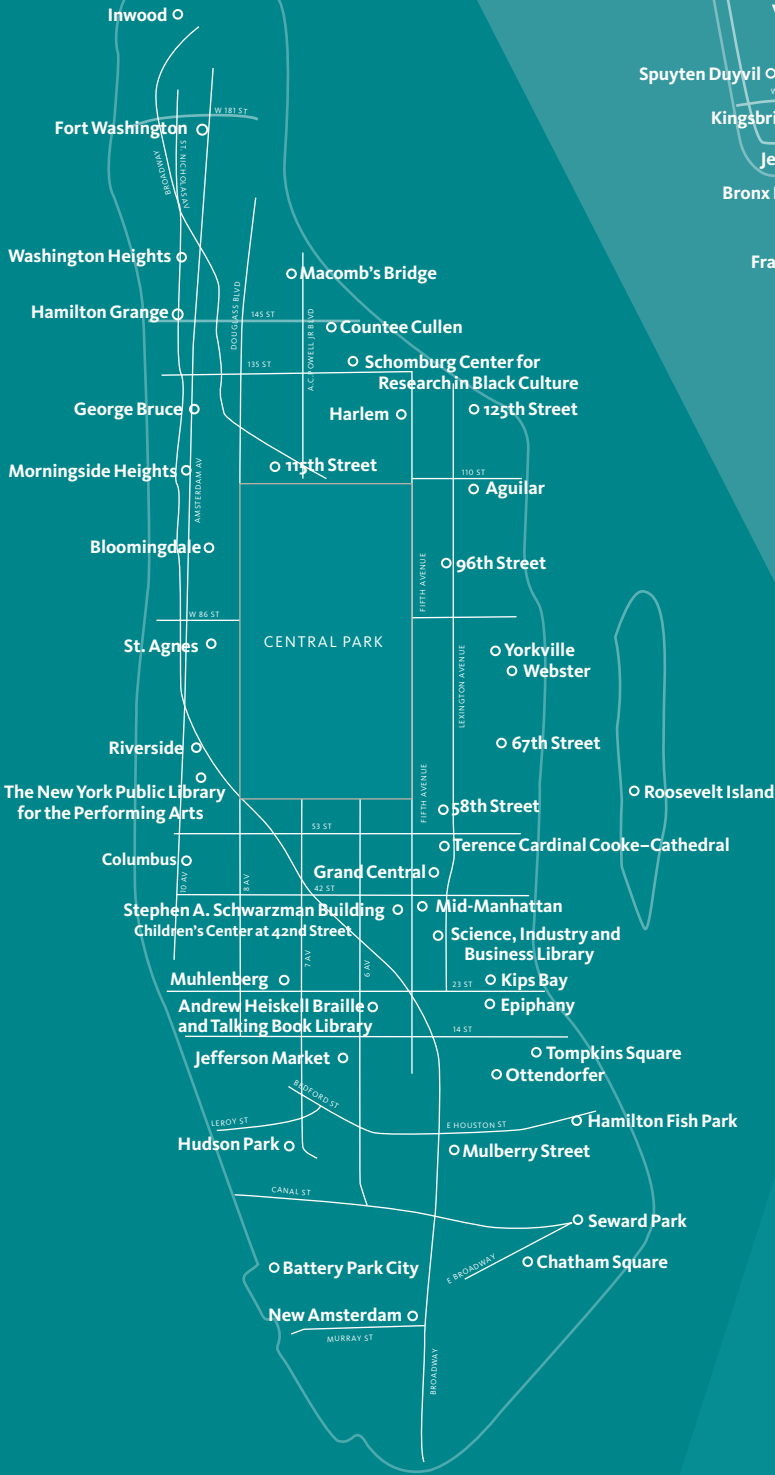 Inwood
Spuyten Duyvil
W 181 ST
Kingsbri
Fort Washington
BROADWAY
ST. NICHOLAS AV
Je
Bronx
Washington Heights
Fra
Macomb's Bridge
Hamilton Grange
DOUGLASS BLVD
145 ST
A.C. POWELL JR BLVD
Countee Cullen
135 ST
Schomburg Center for
Research in Black Culture
George Bruce
Harlem
125th Street
Morningside Heights
115th Street
110 ST
AMSTERDAM AV
Aguilar
Bloomingdale
FIFTH AVENUE
96th Street
W 86 ST
St. Agnes
CENTRAL PARK
LEXINGTON AVENUE
Yorkville
Webster
Riverside
67th Street
The New York Public Library
for the Performing Arts
FIFTH AVENUE
58th Street
Roosevelt Island
53 ST
Terence Cardinal Cooke–Cathedral
Columbus
10 AV
8 AV
Grand Central
42 ST
Stephen A. Schwarzman Building
Children's Center at 42nd Street
Mid-Manhattan
Science, Industry and
Business Library
7 AV
6 AV
Muhlenberg
23 ST
Kips Bay
Andrew Heiskell Braille
and Talking Book Library
Epiphany
14 ST
Jefferson Market
Tompkins Square
Ottendorfer
BEDFORD ST
LEROY ST
E HOUSTON ST
Hamilton Fish Park
Hudson Park
Mulberry Street
CANAL ST
Seward Park
E BROADWAY
Chatham Square
Battery Park City
New Amsterdam
MURRAY ST
BROADWAY